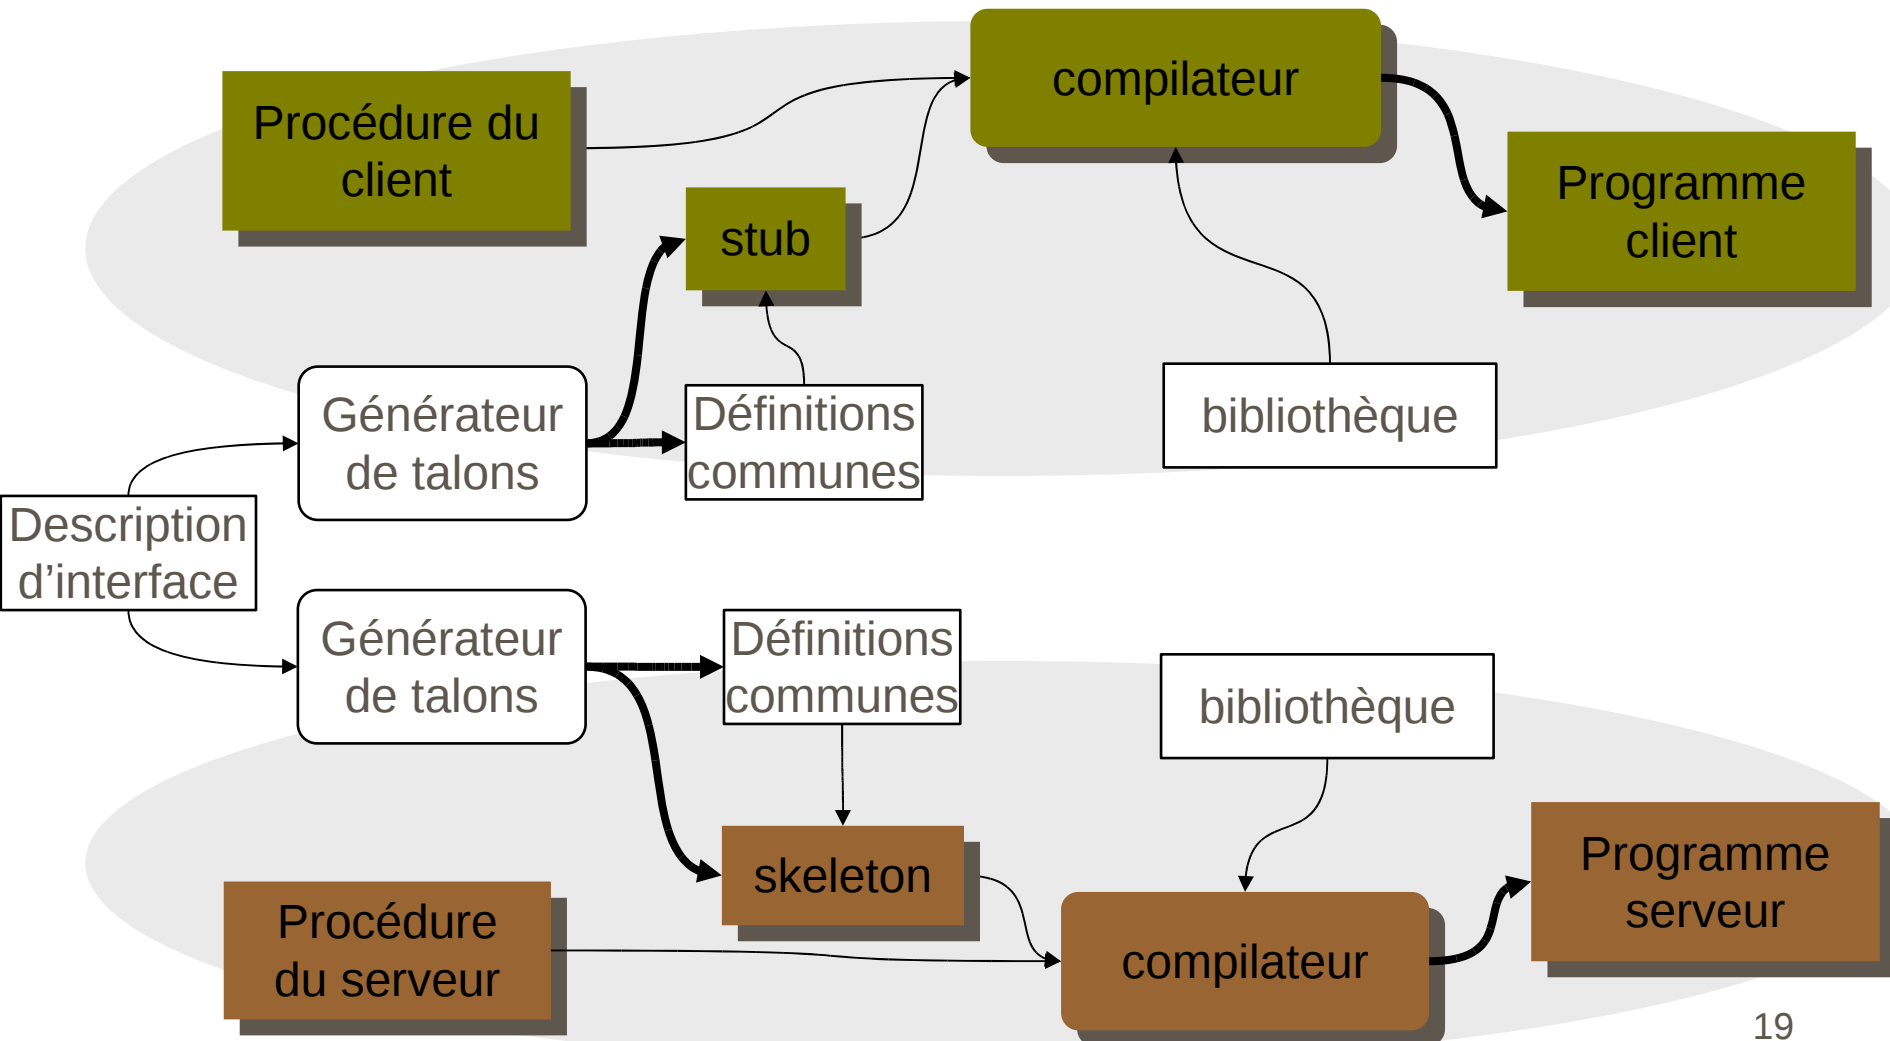 compilateur
Procédure du
client
Programme
client
stub
Générateur
de talons
Définitions
communes
bibliothèque
Description
d’interface
Générateur
de talons
Définitions
communes
bibliothèque
skeleton
Programme
serveur
Procédure
du serveur
compilateur
19